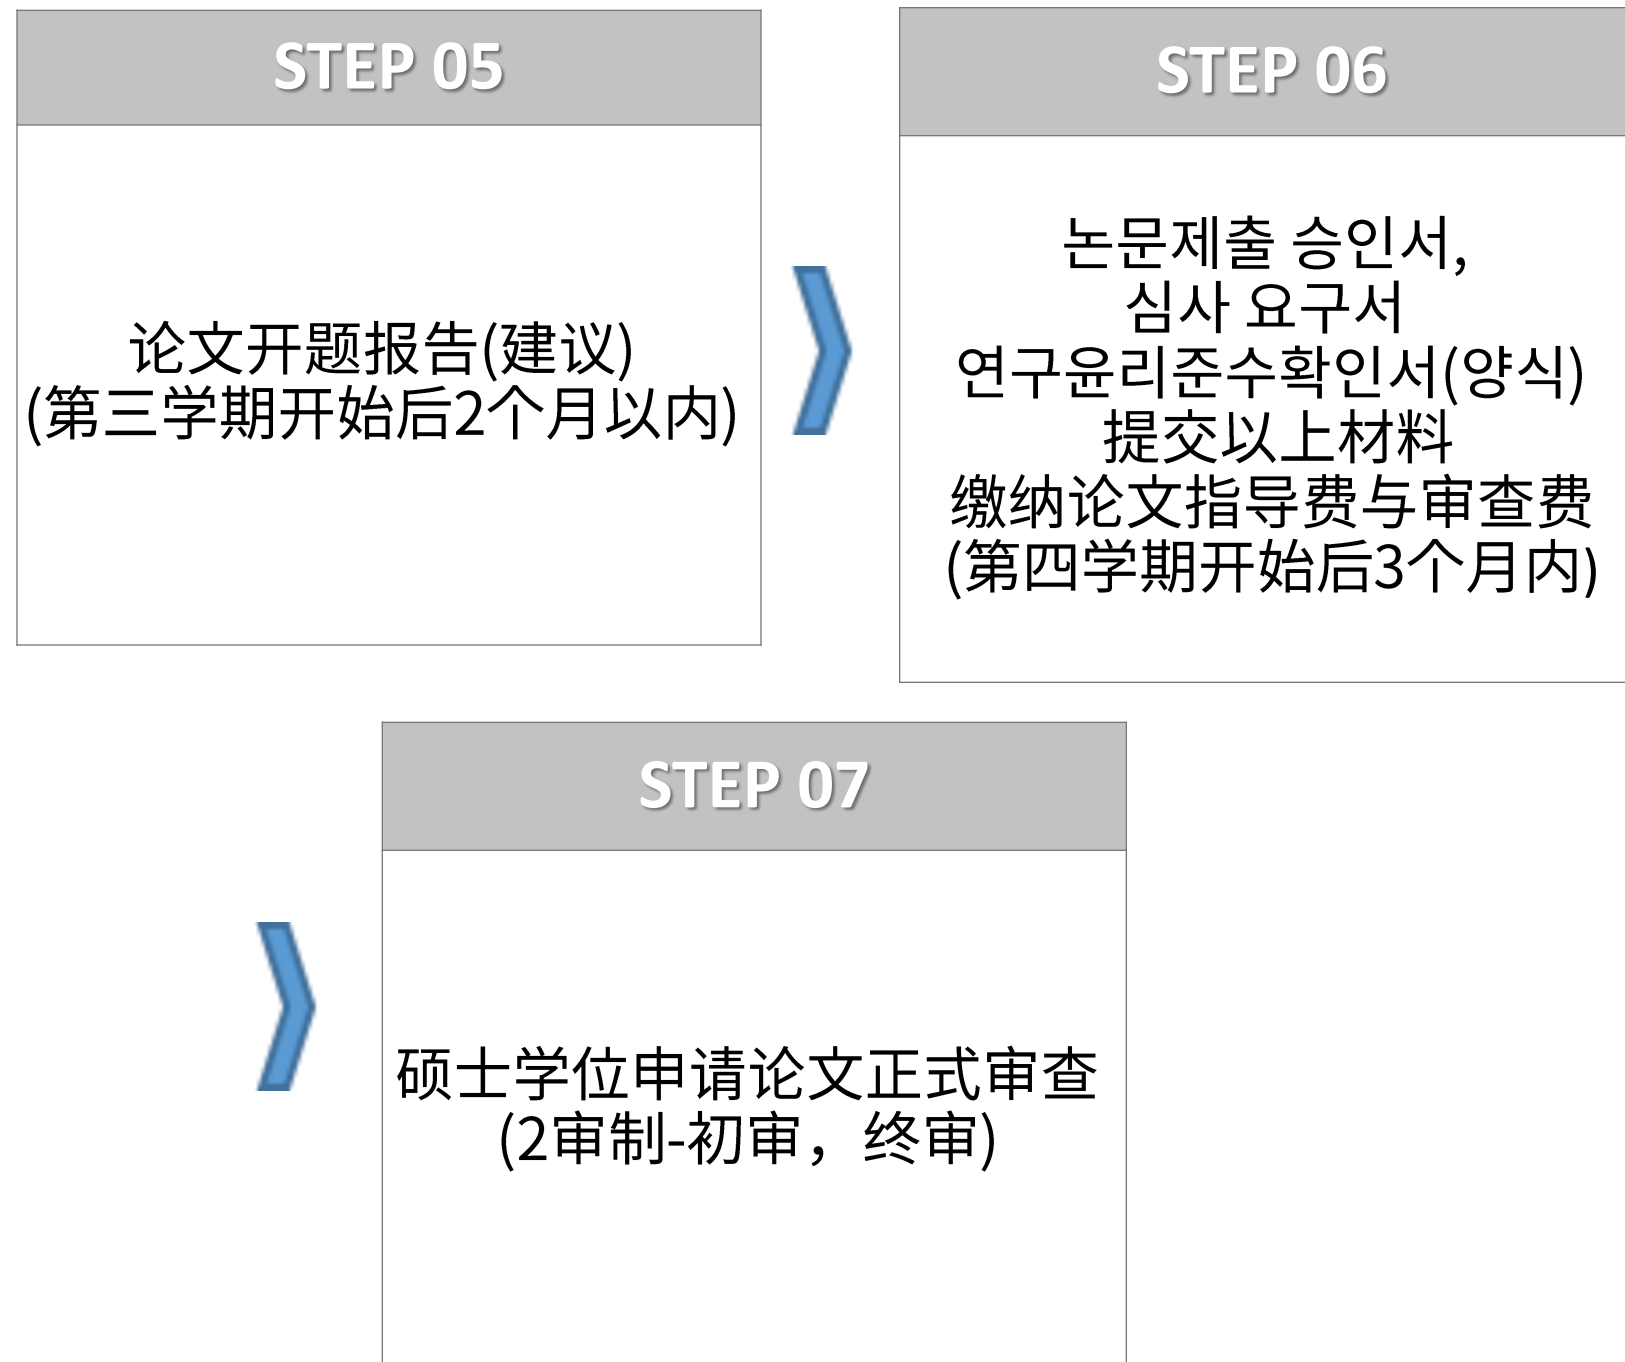 STEP 05
论文开题报告(建议)
(第三学期开始后2个月以内)
STEP 06
논문제출 승인서,
심사 요구서
연구윤리준수확인서(양식)
提交以上材料
缴纳论文指导费与审查费
(第四学期开始后3个月内)
STEP 07
硕士学位申请论文正式审查
(2审制-初审，终审)